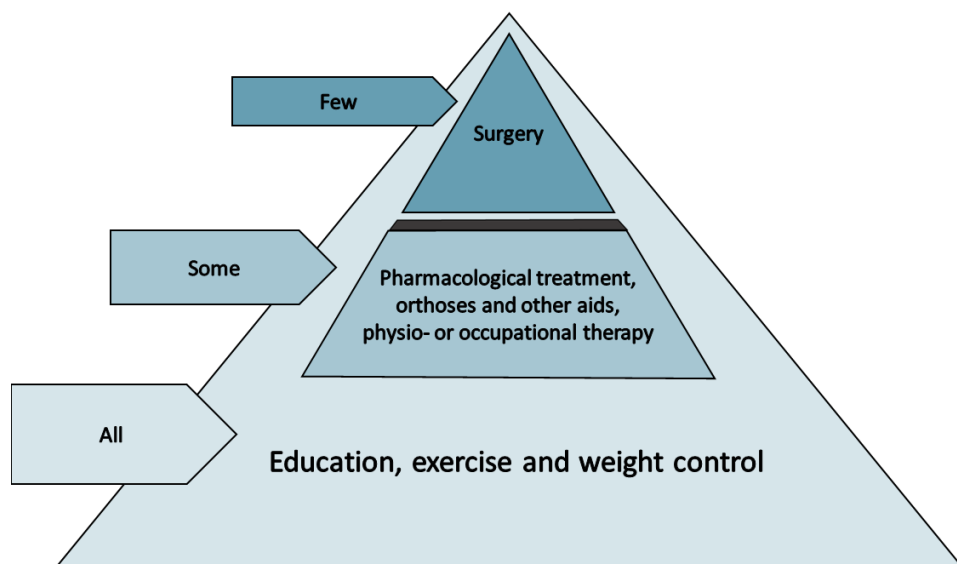 Few
Surgery
Some
Pharmacological treatment,
orthoses and other aids,
physio- or occupational therapy
All
Education, exercise and weight control